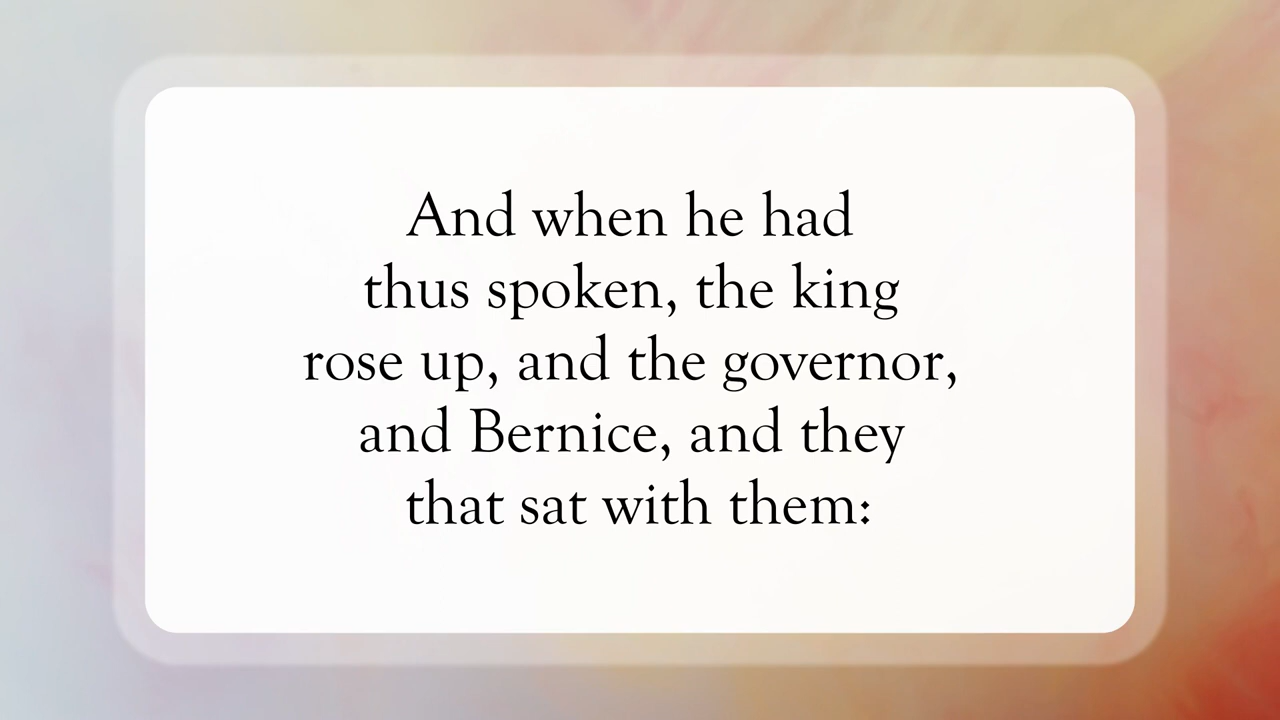 And when he had
thus spoken, the king
rose up, and the governor,
and Bernice, and they
that sat with them: